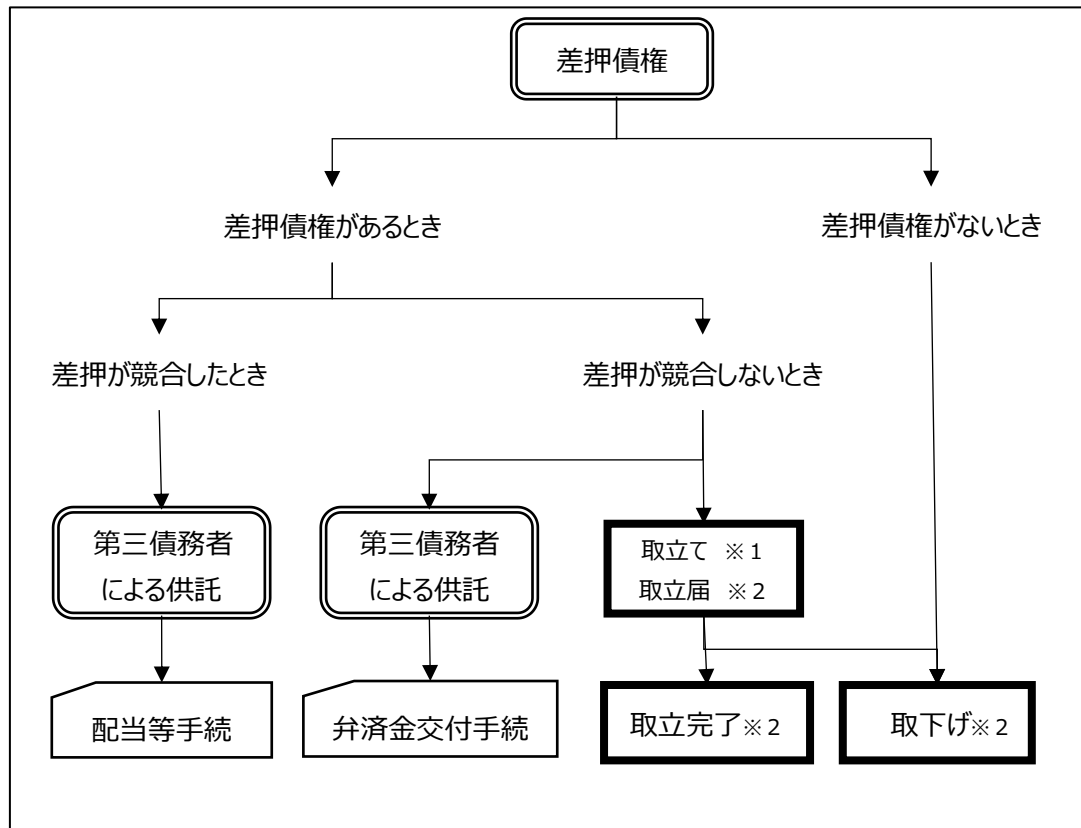 差押債権
差押債権があるとき
差押債権がないとき
差押が競合したとき
差押が競合しないとき
第三債務者
による供託
第三債務者
による供託
取立て ※1
取立届 ※2
配当等手続
弁済金交付手続
取立完了※2
取下げ※2